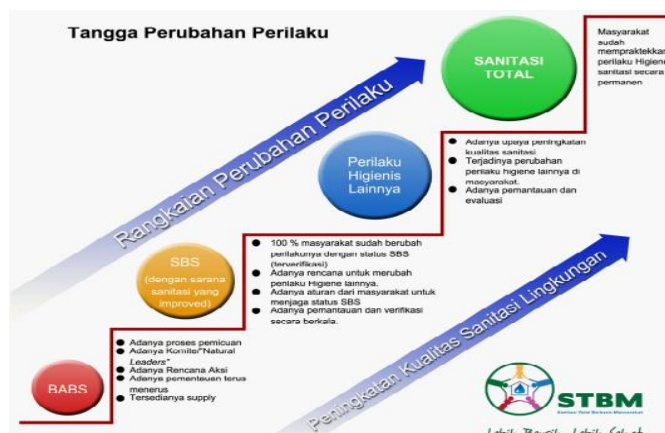 Tangga Perubahan Perilaku
Masyarakat
sudah
mempraktekkan
perilaku Higiene
sanitasi secara
permanen
SANITASI
TOTAL
Rangkaian Perubahan Perilaku
Adanya upaya peningkatan
kualitas sanitasi.
Terjadinya perubahan
perilaku higiene lainnya di
masyarakat.
Adanya pemantauan dan
evaluasi
Perilaku
Higienis
Lainnya
100 % masyarakat sudah berubah
perilakunya dengan status SBS
(terverifikasi)
Adanya rencana untuk merubah
perilaku Higiene lainnya.
Adanya aturan dari masyarakat untuk
menjaga status SBS
Adanya pemantauan dan verifikasi
secara berkala.
SBS
(dengan sarana
sanitasi yang
improved)
Peningkatan Kualitas Sanitasi Lingkungan
Adanya proses pemicuan
Adanya Komite/"Natural
Leaders"
Adanya Rencana Aksi
Adanya pemantauan terus
menerus
Tersedianya supply
BABS
STBM
Sanitasi Total Berbasis Masyarakat